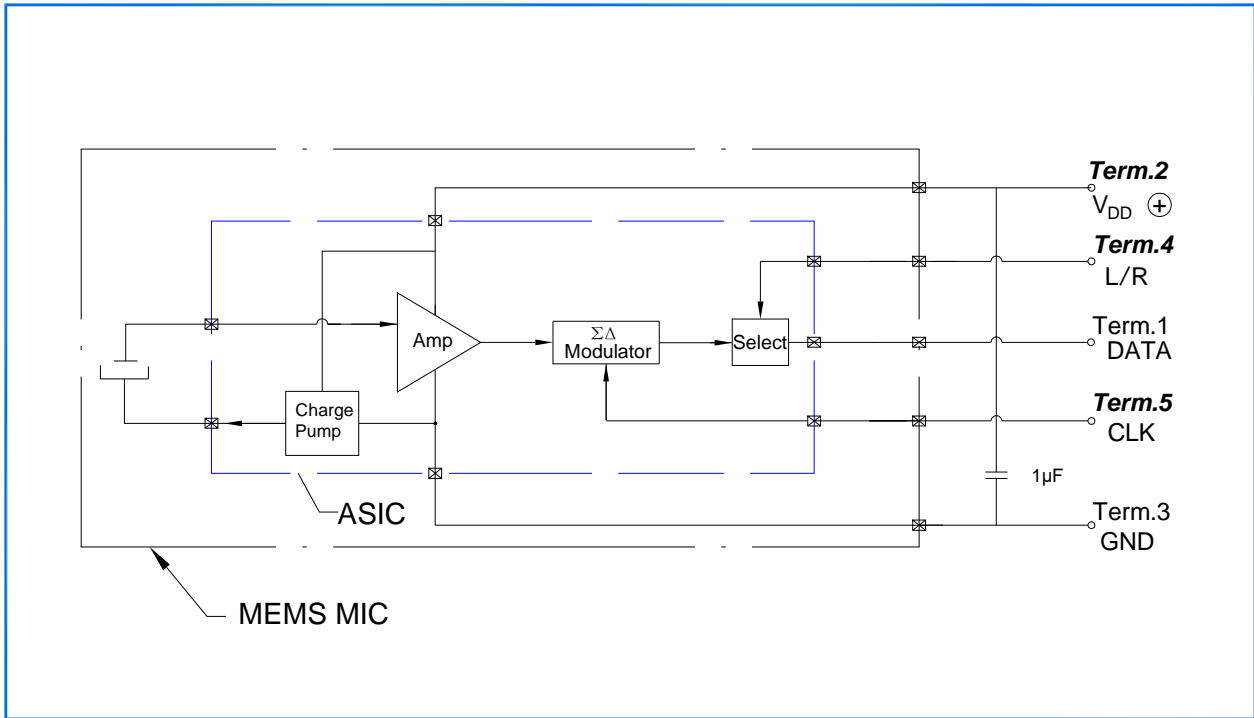 Term.2
VDD +
Term.4
L/R
Term.1
DATA
Amp
ΣΔ
Modulator
Select
Charge
Pump
Term.5
CLK
1µF
ASIC
Term.3
GND
MEMS MIC